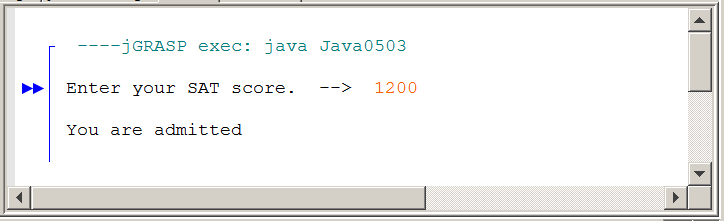 ----jGRASP exec: java Java0503
Enter your SAT score.  -->  1200
You are admitted